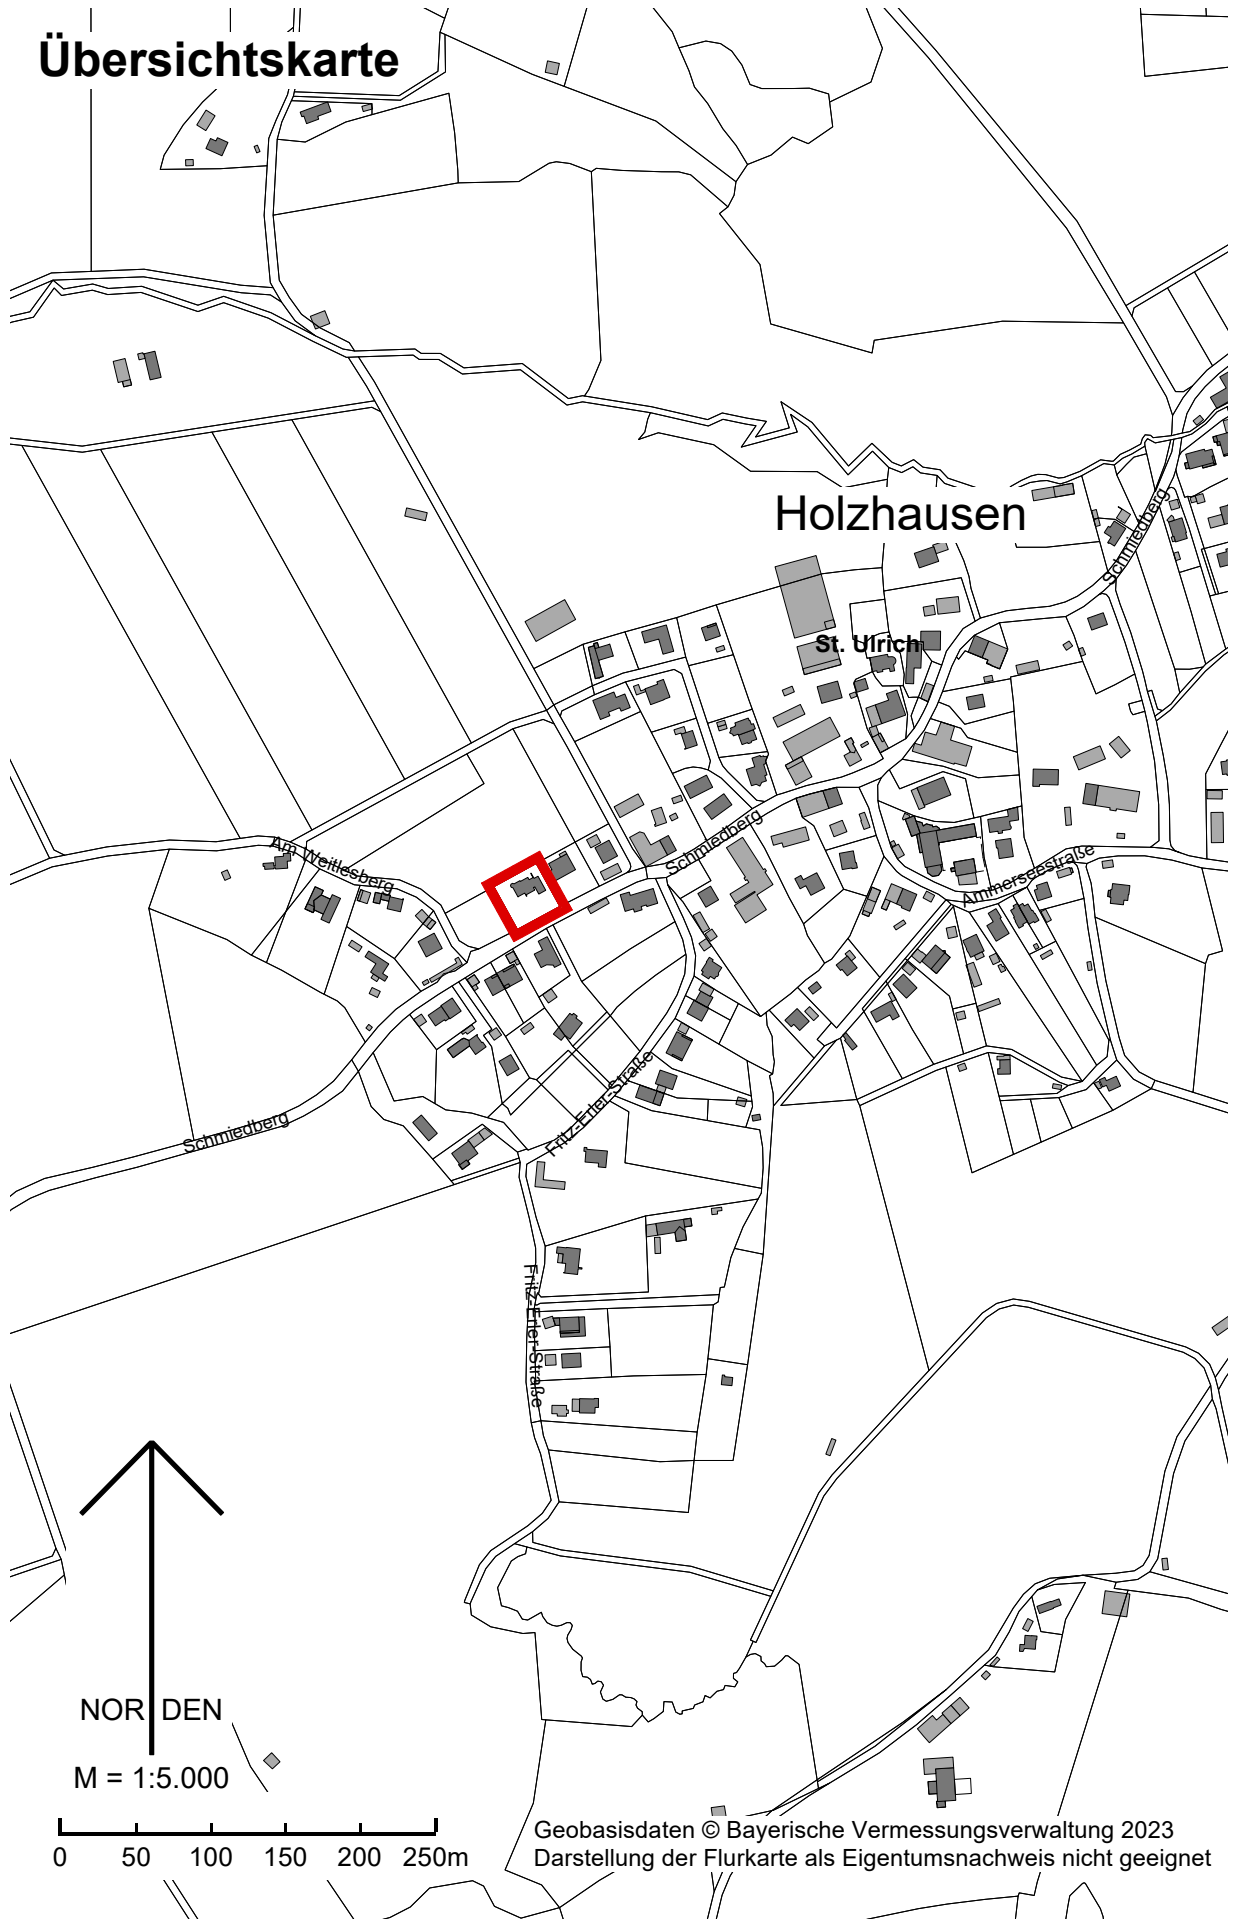 Übersichtskarte
Holzhausen
Schmiedberg
St. Ulrich
Schmiedberg
Am Weitlesberg
Ammerseestraße
Schmiedberg
Fritz-Erler-Straße
Fritz-Erler-Straße
NORDEN
M = 1:5.000
0 50 100 150 200 250m
Geobasisdaten © Bayerische Vermessungsverwaltung 2023
Darstellung der Flurkarte als Eigentumsnachweis nicht geeignet